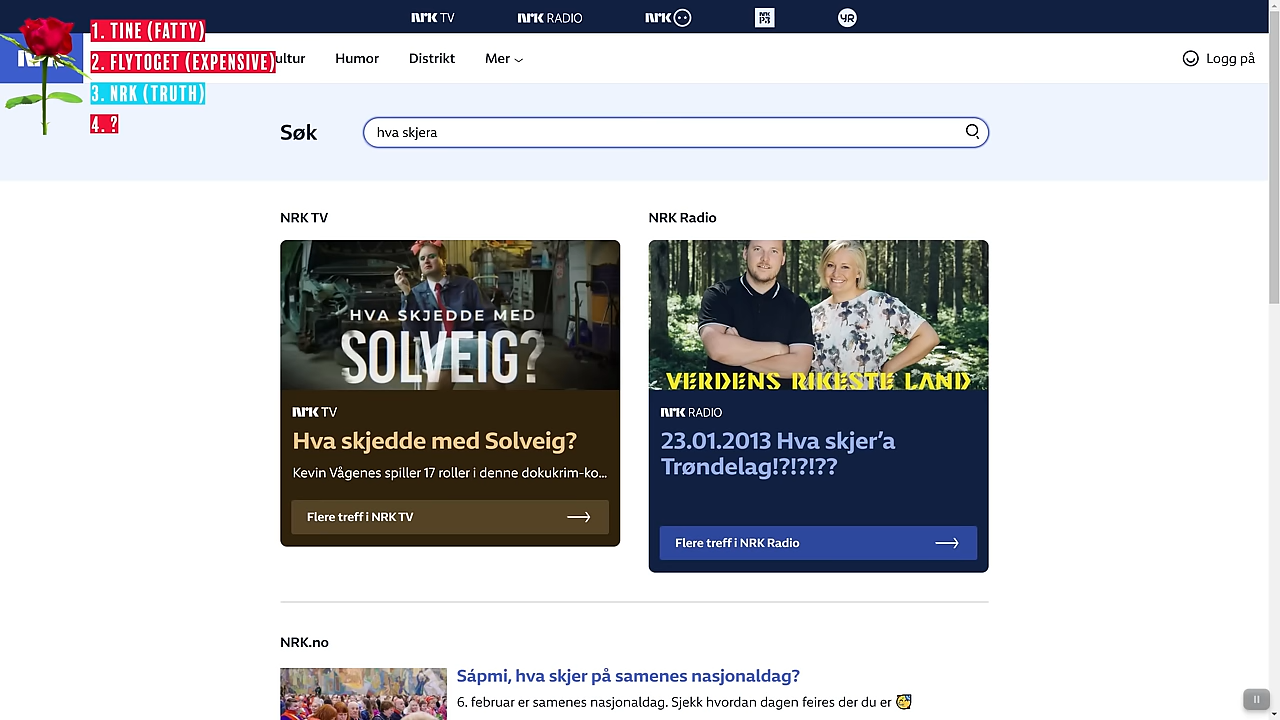 NRK TV
NRK RADIO
NRK
NRK P3
YR
1. TINE (FATTY)
2. FLYTOGET (EXPENSIVE)
3. NRK (TRUTH)
4. ?
ultur
Humor
Distrikt
Mer
Logg på
Søk
hva skjera
NRK TV
NRK Radio
HVA SKJEDDE MED
SOLVEIG?
VERDENS RIKESTE LAND
NRK TV
Hva skjedde med Solveig?
Kevin Vågenes spiller 17 roller i denne dokukrim-ko...
Flere treff i NRK TV
NRK RADIO
23.01.2013 Hva skjer’a
Trøndelag!?!?!??
Flere treff i NRK Radio
NRK.no
Sápmi, hva skjer på samenes nasjonaldag?
6. februar er samenes nasjonaldag. Sjekk hvordan dagen feires der du er